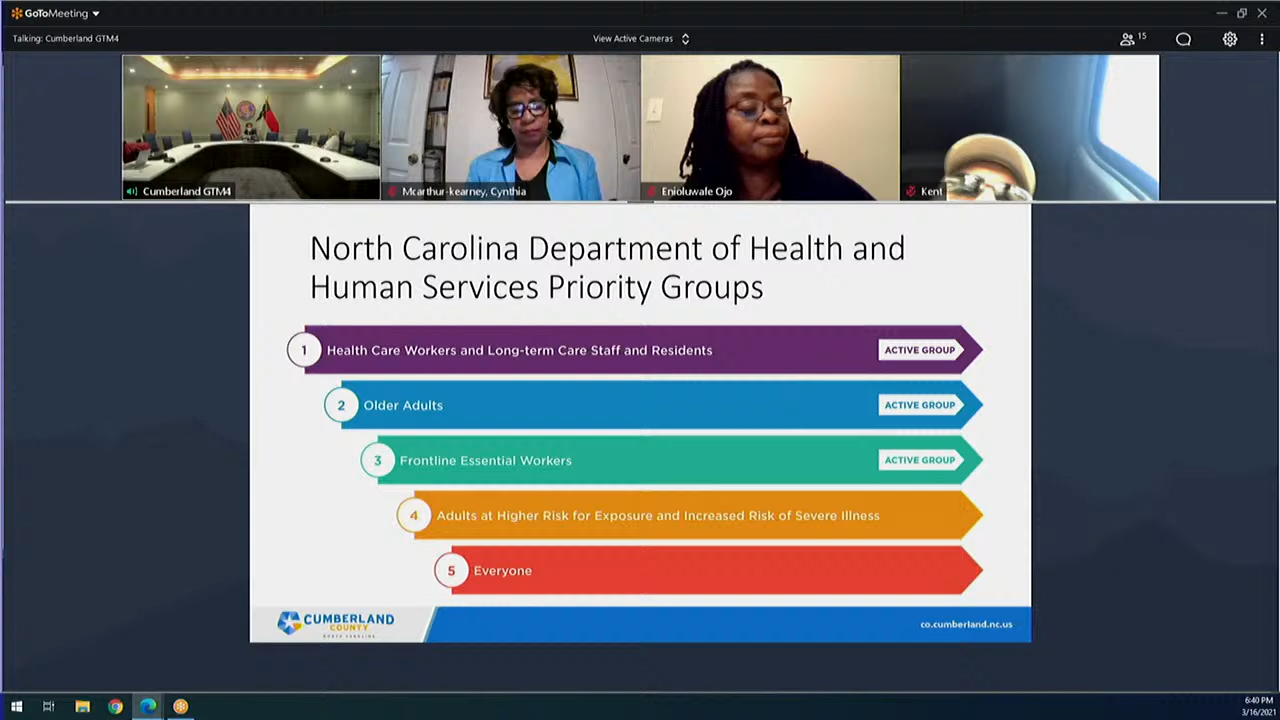 GoToMeeting
Talking: Cumberland GTM4
View Active Cameras
15
Cumberland GTM4
Mcarthur-kearney, Cynthia
Enioluwale Ojo
Kent
North Carolina Department of Health and
Human Services Priority Groups
1 Health Care Workers and Long-term Care Staff and Residents ACTIVE GROUP
2 Older Adults ACTIVE GROUP
3 Frontline Essential Workers ACTIVE GROUP
4 Adults at Higher Risk for Exposure and Increased Risk of Severe Illness
5 Everyone
CUMBERLAND
COUNTY
NORTH CAROLINA
co.cumberland.nc.us
6:40 PM
3/16/2021